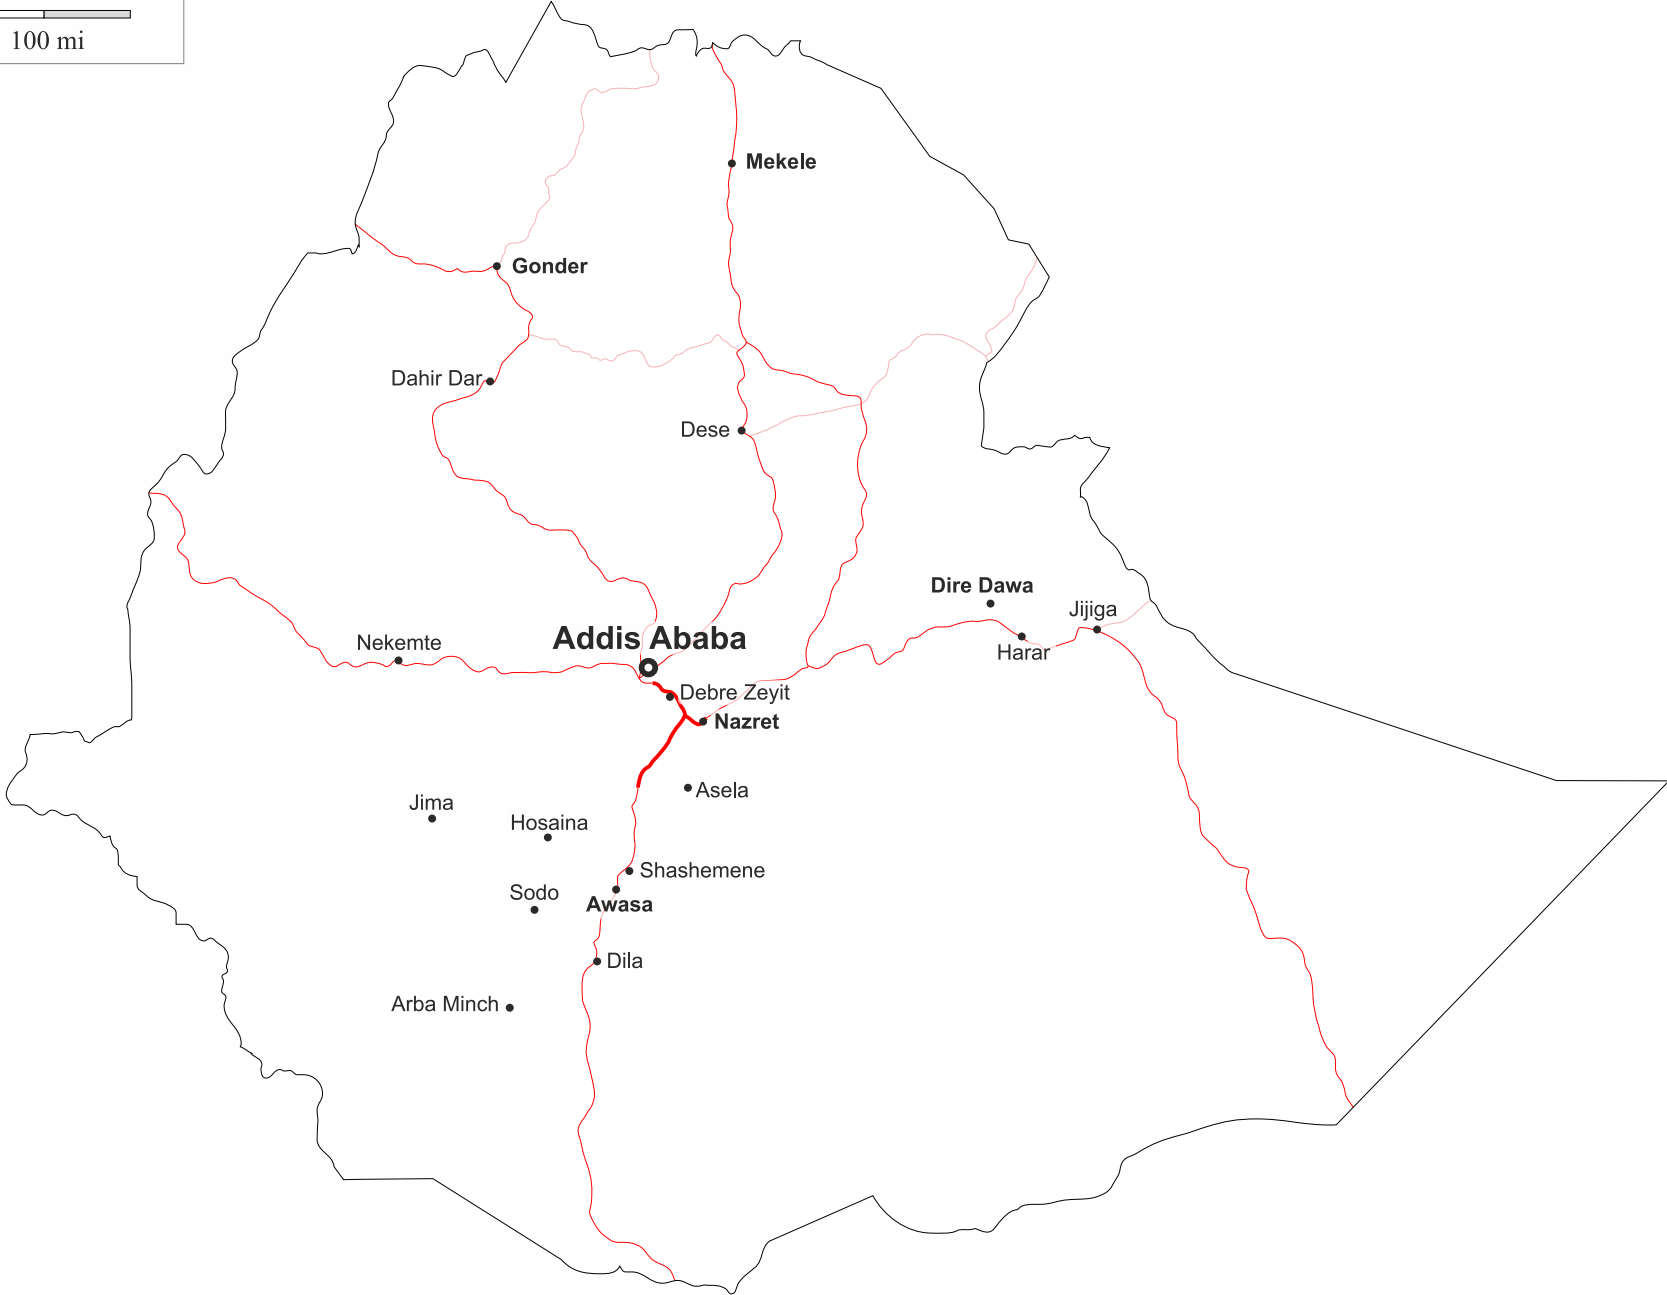 100 mi
Mekele
Gonder
Dahir Dar
Dese
Dire Dawa
Jijiga
Nekemte
Addis Ababa
Harar
Debre Zeyit
Nazret
Asela
Jima
Hosaina
Shashemene
Sodo
Awasa
Dila
Arba Minch